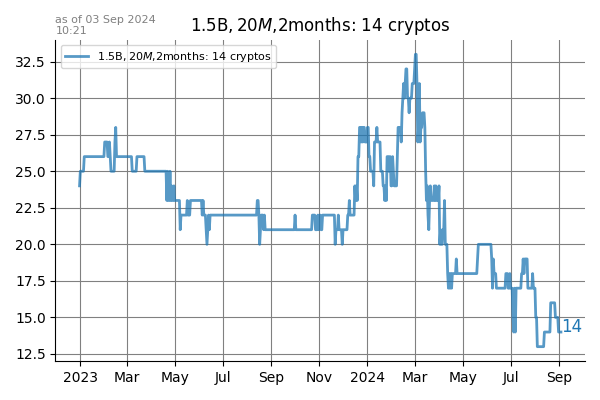 as of 03 Sep 2024
10:21
1.5B, 20M,2months: 14 cryptos
1.5B, 20M,2months: 14 cryptos
32.5
30.0
27.5
25.0
22.5
20.0
17.5
15.0
12.5
14
2023 Mar May Jul Sep Nov 2024 Mar May Jul Sep